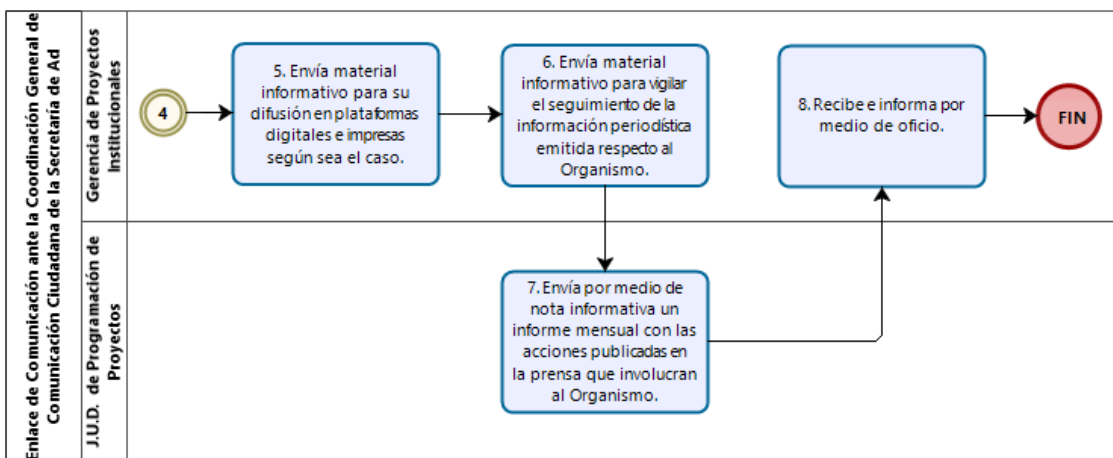 Enlace de Comunicación ante la Coordinación General de
Comunicación Ciudadana de la Secretaría de Ad
Gerencia de Proyectos
Institucionales
4
5. Envía material
informativo para su
difusión en plataformas
digitales e impresas
según sea el caso.
6. Envía material
informativo para vigilar
el seguimiento de la
información periodística
emitida respecto al
Organismo.
8. Recibe e informa por
medio de oficio.
FIN
J.U.D. de Programación de
Proyectos
7. Envía por medio de
nota informativa un
informe mensual con las
acciones publicadas en
la prensa que involucran
al Organismo.